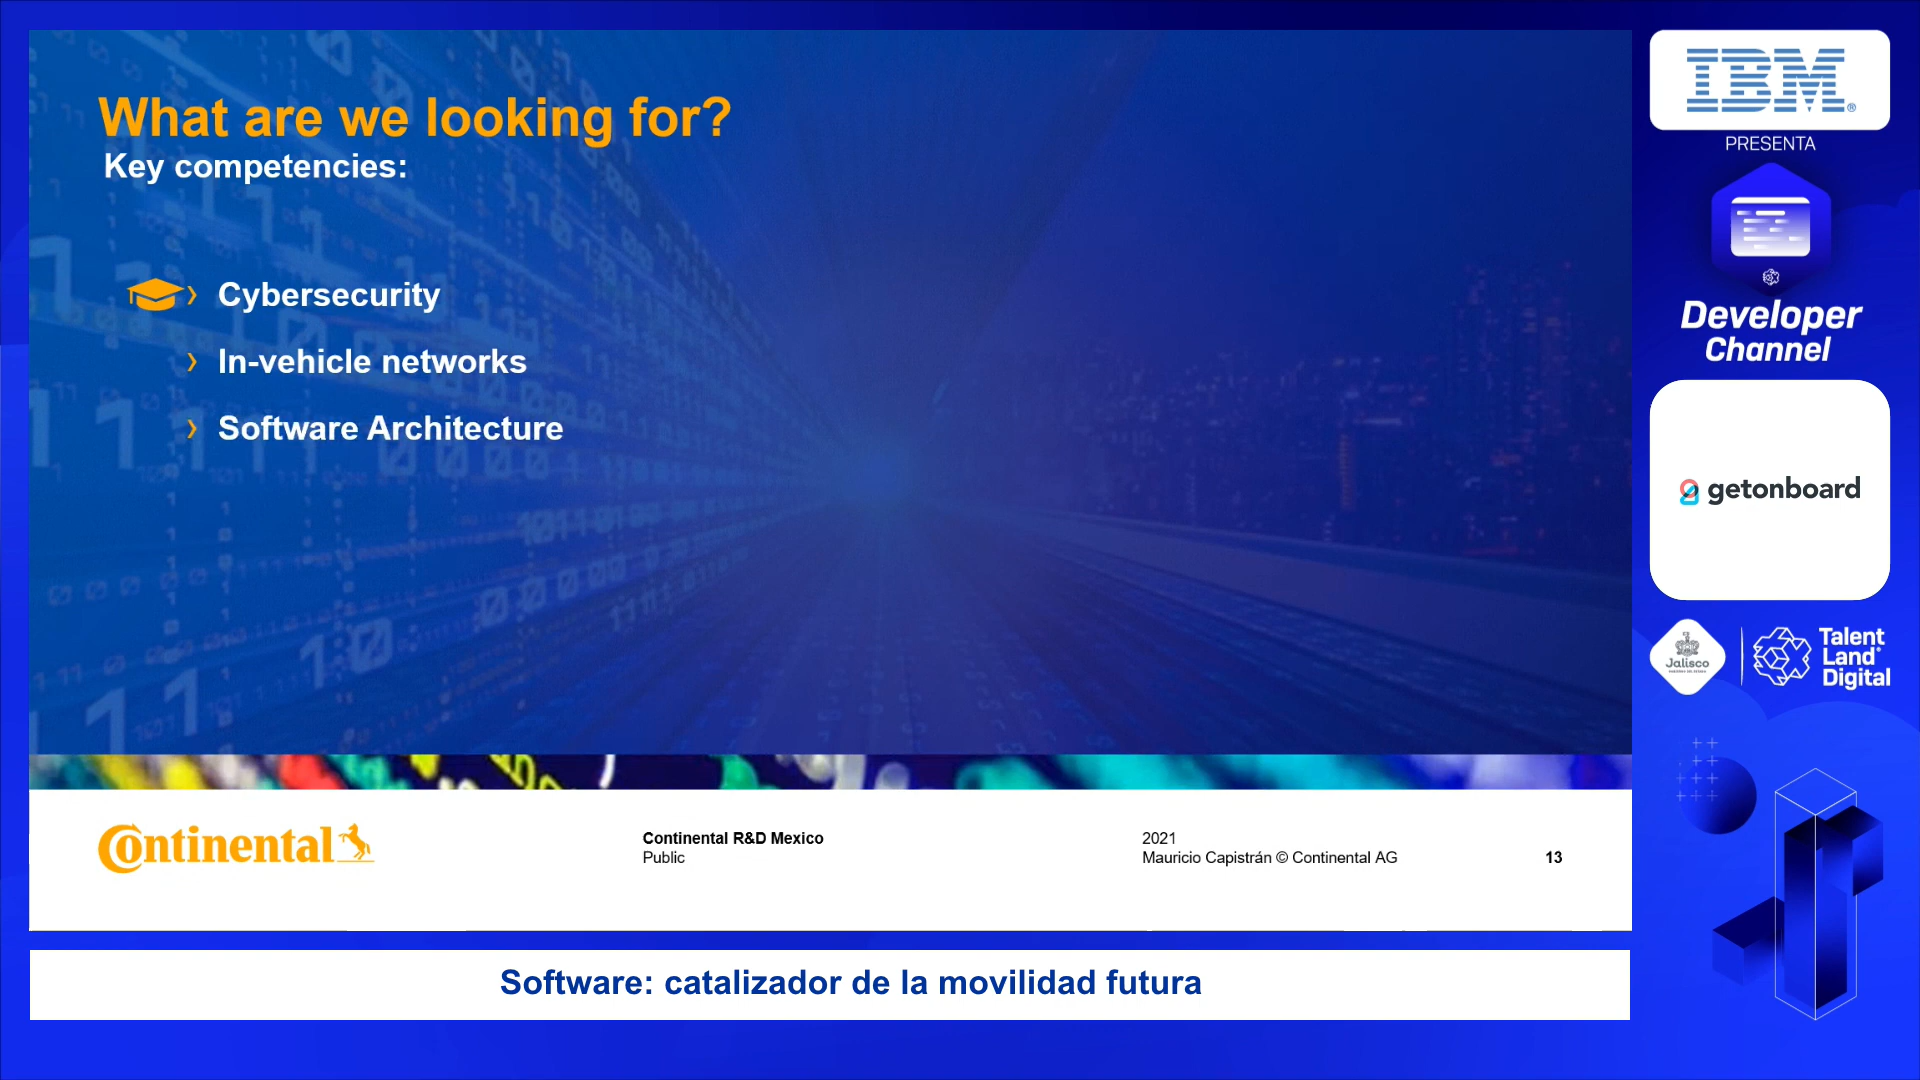 What are we looking for?
Key competencies:
Cybersecurity
In-vehicle networks
Software Architecture
Continental
Continental R&D Mexico
Public
2021
Mauricio Capistrán © Continental AG
13
Software: catalizador de la movilidad futura
IBM®
PRESENTA
Developer
Channel
getonboard
Jalisco
Talent
Land®
Digital